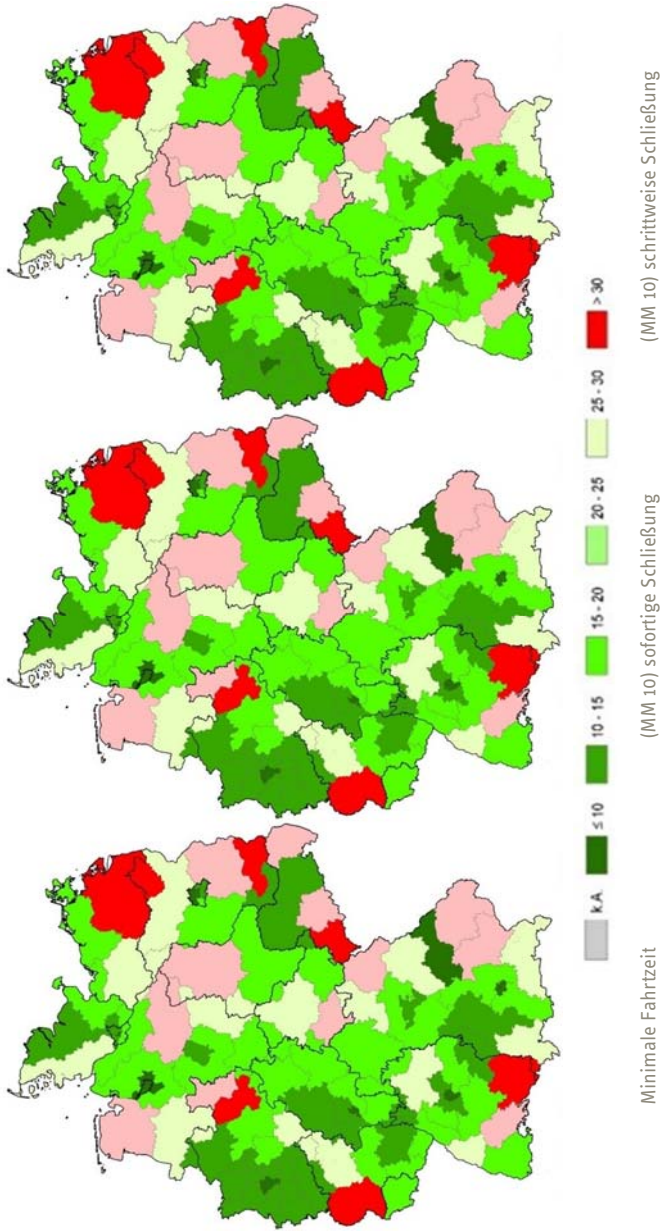 Minimale Fahrtzeit
(MM 10) sofortige Schließung
(MM 10) schrittweise Schließung
k.A.
≤ 10
10 - 15
15 - 20
20 - 25
25 - 30
> 30